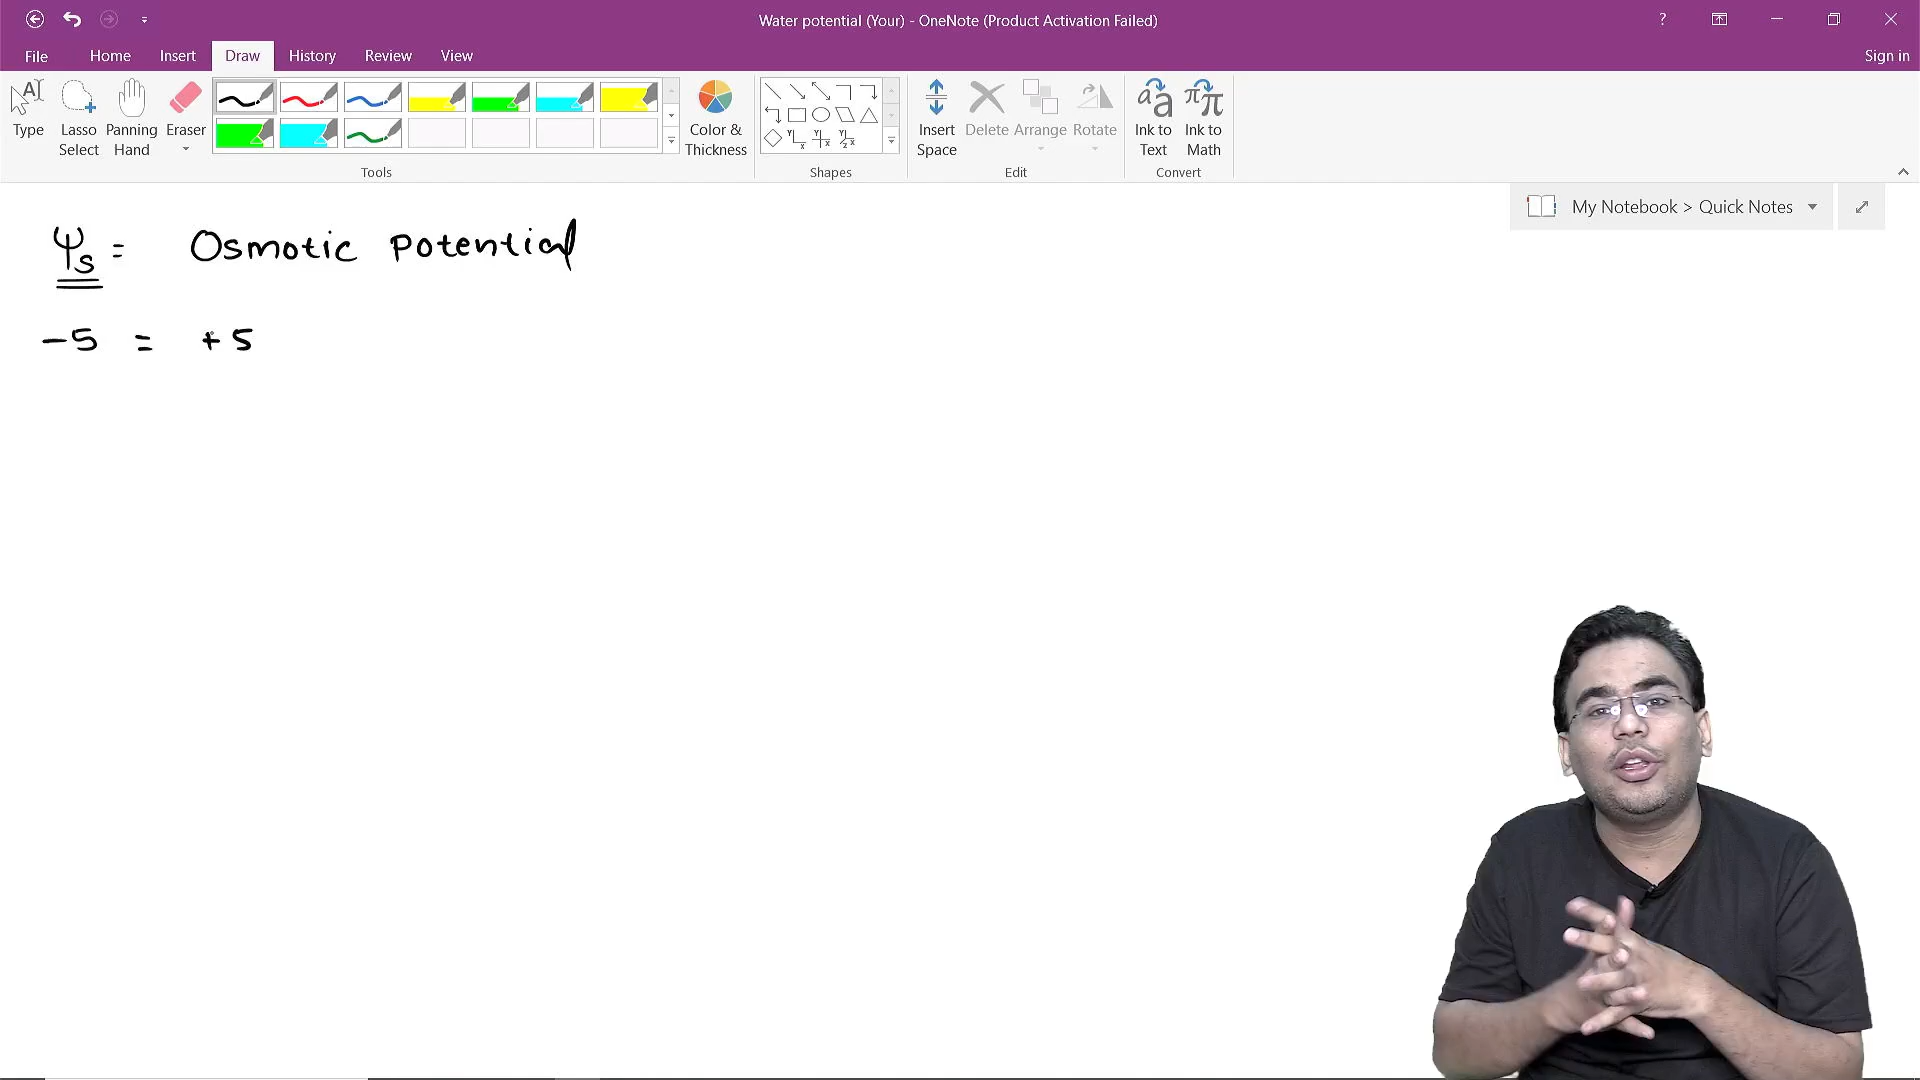 Water potential (Your) - OneNote (Product Activation Failed)
?
File Home Insert Draw History Review View
Sign in
Type
Lasso Select
Panning Hand
Eraser
Color & Thickness
Insert Space
Delete
Arrange
Rotate
Ink to Text
Ink to Math
Tools
Shapes
Edit
Convert
My Notebook > Quick Notes
Ψs = Osmotic Potential
-5 = +5